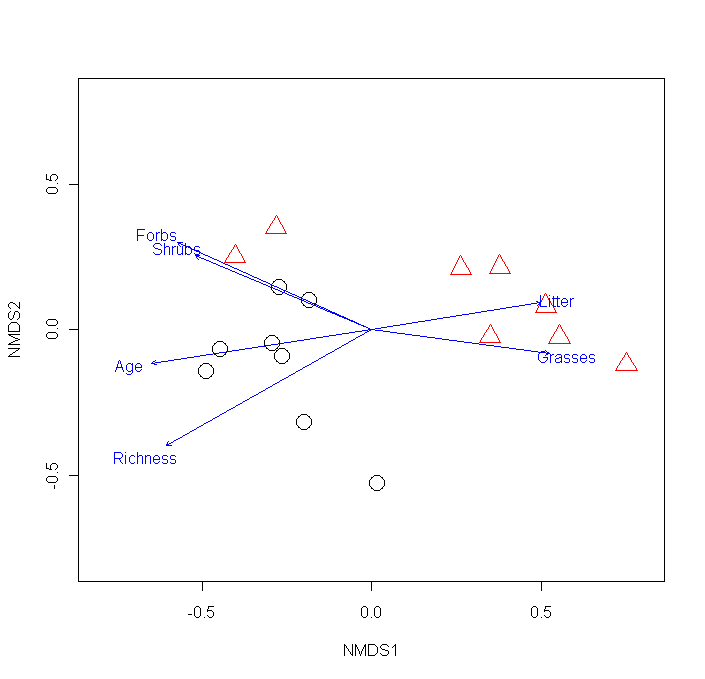 0.5
Forbs
Shrubs
Litter
0.0
NMDS2
Grasses
Age
Richness
-0.5
-0.5
0.0
0.5
NMDS1